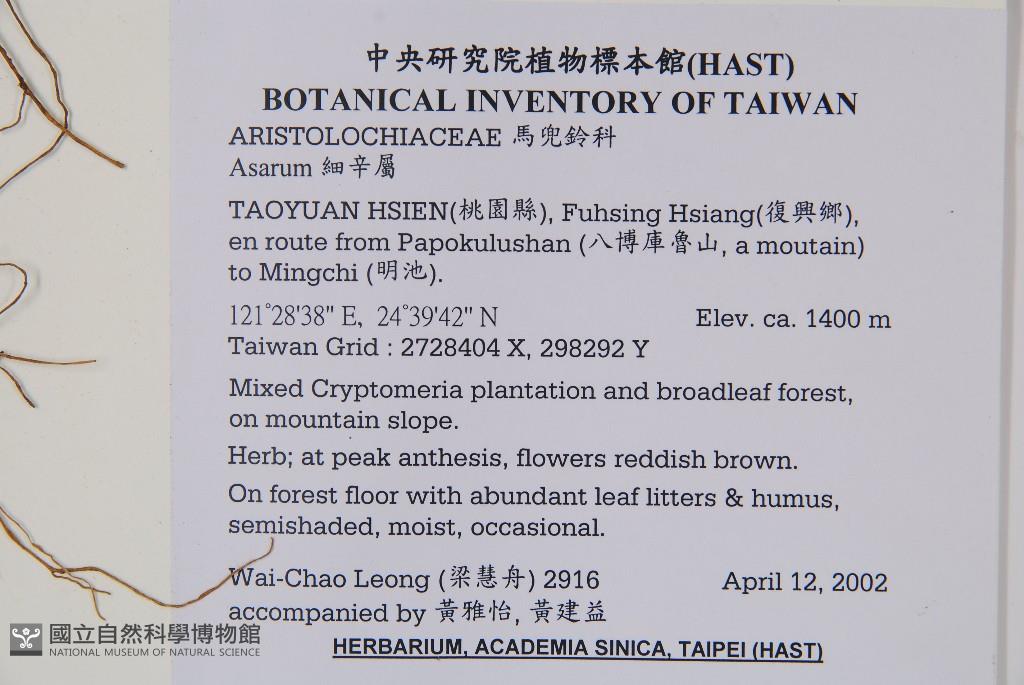 中央研究院植物標本館(HAST)
BOTANICAL INVENTORY OF TAIWAN
ARISTOLOCHIACEAE 馬兜鈴科
Asarum 細辛屬
TAOYUAN HSIEN(桃園縣), Fuhsing Hsiang(復興鄉),
en route from Papokulushan (八博庫魯山, a moutain)
to Mingchi (明池).
121°28'38" E, 24°39'42" N Elev. ca. 1400 m
Taiwan Grid : 2728404 X, 298292 Y
Mixed Cryptomeria plantation and broadleaf forest,
on mountain slope.
Herb; at peak anthesis, flowers reddish brown.
On forest floor with abundant leaf litters & humus,
semishaded, moist, occasional.
Wai-Chao Leong (梁慧舟) 2916 April 12, 2002
accompanied by 黃雅怡, 黃建益
HERBARIUM, ACADEMIA SINICA, TAIPEI (HAST)
國立自然科學博物館
NATIONAL MUSEUM OF NATURAL SCIENCE